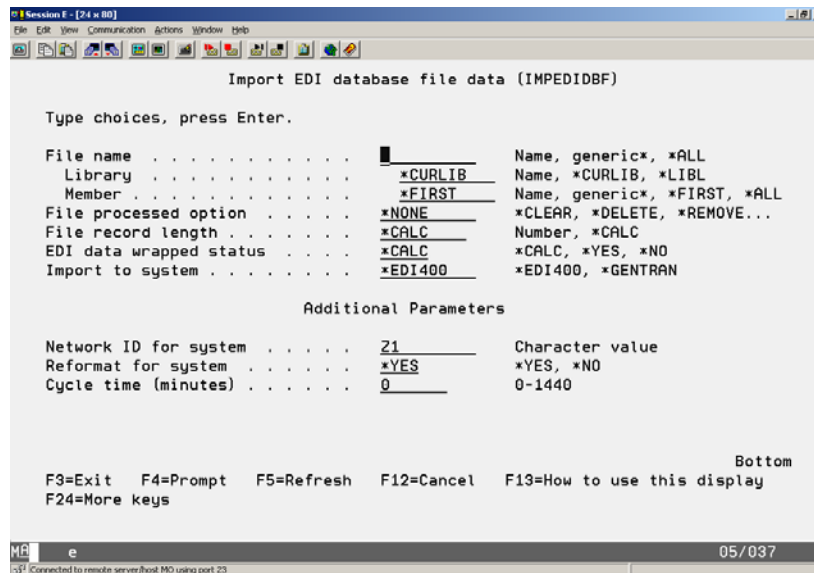 Session E - [24 x 80]
File Edit View Communication Actions Window Help
Import EDI database file data (IMPEDIDBF)
Type choices, press Enter.
File name . . . . . . . . . . . Name, generic*, *ALL
Library . . . . . . . . . . . *CURLIB Name, *CURLIB, *LIBL
Member . . . . . . . . . . . . *FIRST Name, generic*, *FIRST, *ALL
File processed option . . . . . *NONE *CLEAR, *DELETE, *REMOVE...
File record length . . . . . . . *CALC Number, *CALC
EDI data wrapped status . . . . *CALC *CALC, *YES, *NO
Import to system . . . . . . . . *EDI400 *EDI400, *GENTRAN
Additional Parameters
Network ID for system . . . . . Z1 Character value
Reformat for system . . . . . . *YES *YES, *NO
Cycle time (minutes) . . . . . . 0 0-1440
Bottom
F3=Exit F4=Prompt F5=Refresh F12=Cancel F13=How to use this display
F24=More keys
MA e 05/037
Connected to remote server/host MO using port 23